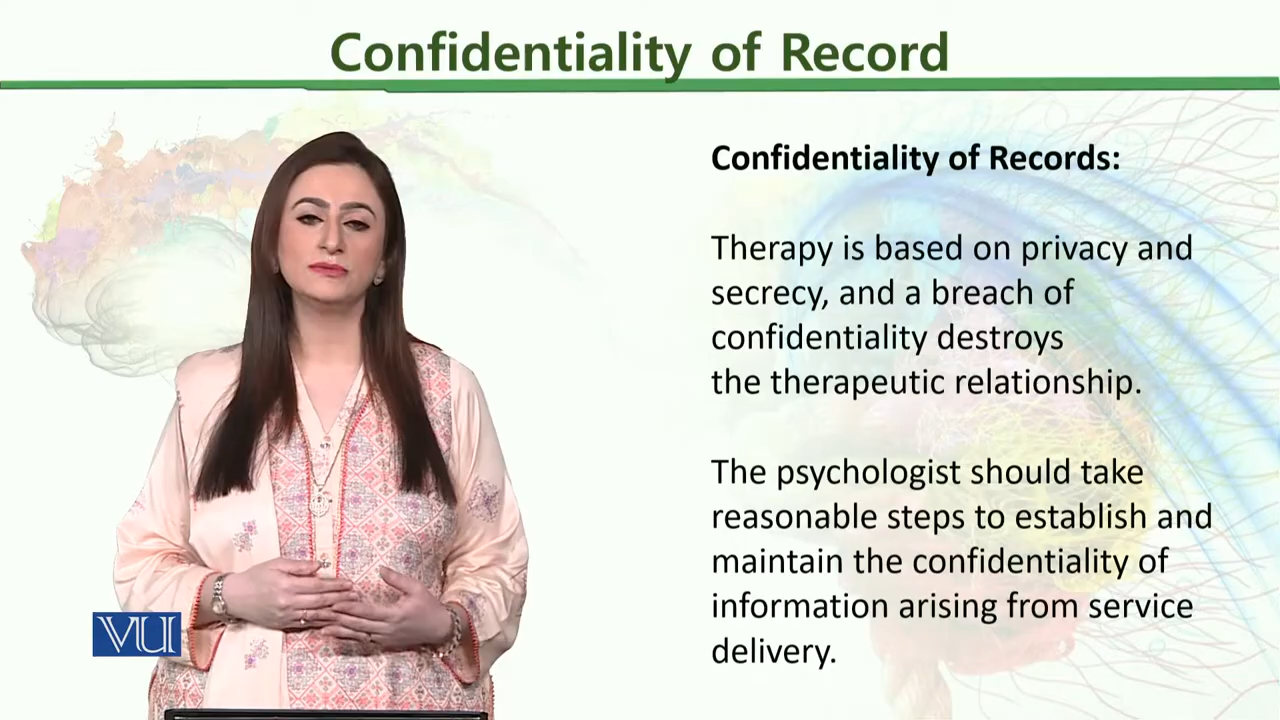 Confidentiality of Record
Confidentiality of Records:
Therapy is based on privacy and
secrecy, and a breach of
confidentiality destroys
the therapeutic relationship.
The psychologist should take
reasonable steps to establish and
maintain the confidentiality of
information arising from service
delivery.
VU